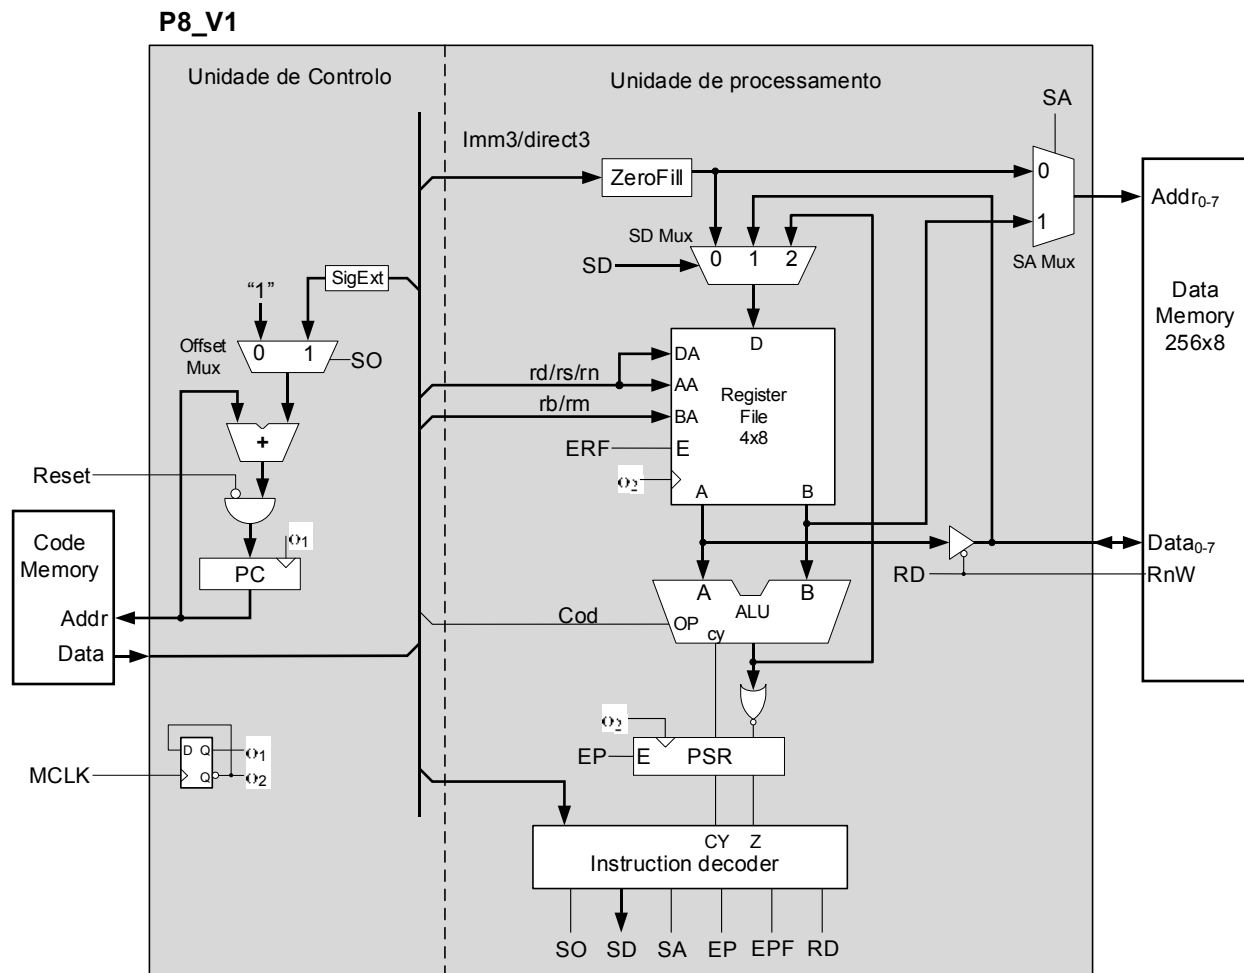 P8_V1
Unidade de Controlo
Unidade de processamento
SA
Imm3/direct3
ZeroFill
0
1
SA Mux
Addr0-7
Data
Memory
256x8
SD Mux
0 1 2
SD
SigExt
“1”
Offset
Mux
0 1
SO
D
DA
AA
BA
E
Register
File
4x8
A B
rd/rs/rn
rb/rm
ERF
Φ2
+
Reset
Φ1
PC
Code
Memory
Addr
Data
Data0-7
RD
RnW
A B
ALU
OP
cy
Cod
Φ2
EP
E
PSR
D Q
Q
Φ1
Φ2
MCLK
CY Z
Instruction decoder
SO SD SA EP EPF RD